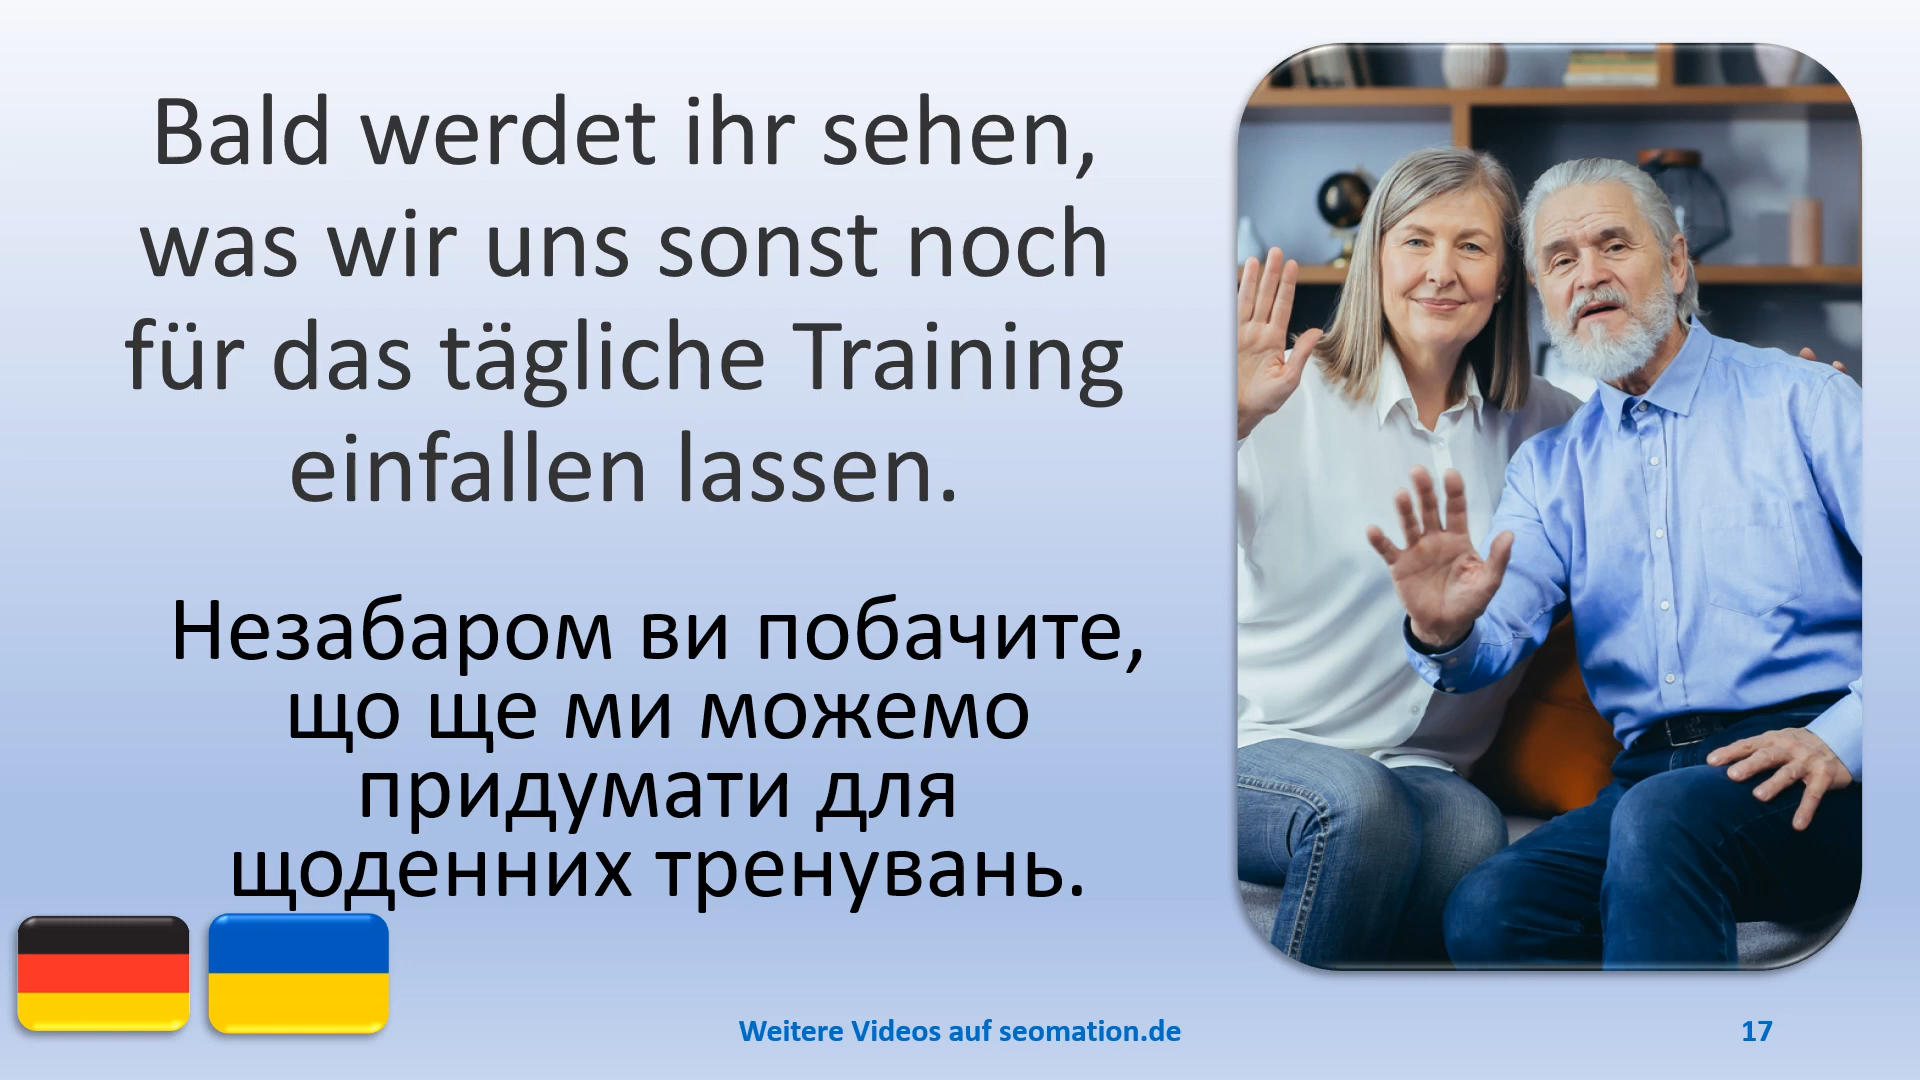 Bald werdet ihr sehen,
was wir uns sonst noch
für das tägliche Training
einfallen lassen.
Незабаром ви побачите,
що ще ми можемо
придумати для
щоденних тренувань.
Weitere Videos auf seomation.de
17